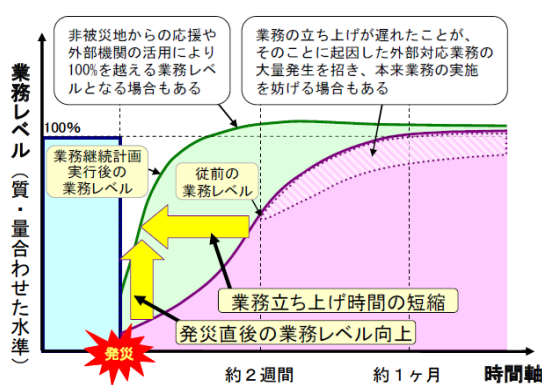 非被災地からの応援や
外部機関の活用により
100%を越える業務レベ
ルとなる場合もある
業務の立ち上げが遅れたことが、
そのことに起因した外部対応業務の
大量発生を招き、本来業務の実施
を妨げる場合もある
業務レベル（質・量合わせた水準）
100%
業務継続計画
実行後の
業務レベル
従前の
業務レベル
業務立ち上げ時間の短縮
発災直後の業務レベル向上
発災
約２週間
約１ヶ月
時間軸